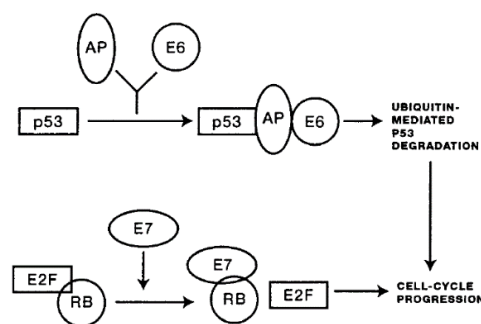 AP
E6
p53
p53
AP
E6
UBIQUITIN-
MEDIATED
P53
DEGRADATION
E7
E2F
RB
E7
RB
E2F
CELL-CYCLE
PROGRESSION